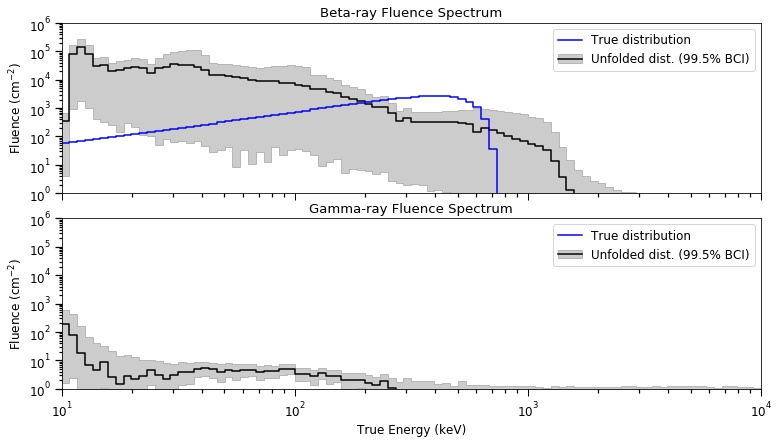 Beta-ray Fluence Spectrum
10^6
10^5
10^4
10^3
10^2
10^1
10^0
Fluence (cm^−2)
True distribution
Unfolded dist. (99.5% BCI)
Gamma-ray Fluence Spectrum
10^6
10^5
10^4
10^3
10^2
10^1
10^0
Fluence (cm^−2)
True distribution
Unfolded dist. (99.5% BCI)
10^1 10^2 10^3 10^4
True Energy (keV)